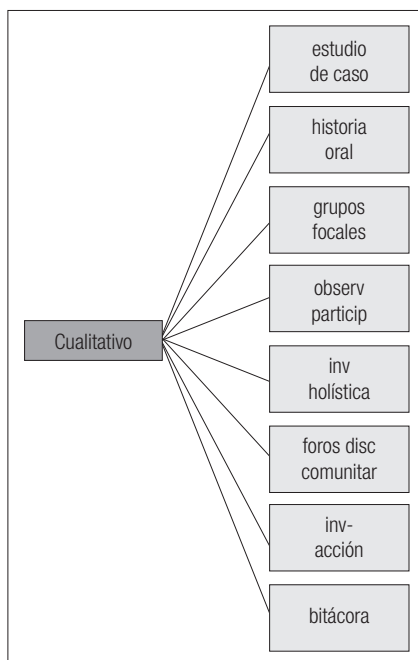 estudio
de caso
historia
oral
grupos
focales
observ
particip
Cualitativo
inv
holística
foros disc
comunitar
inv-
acción
bitácora